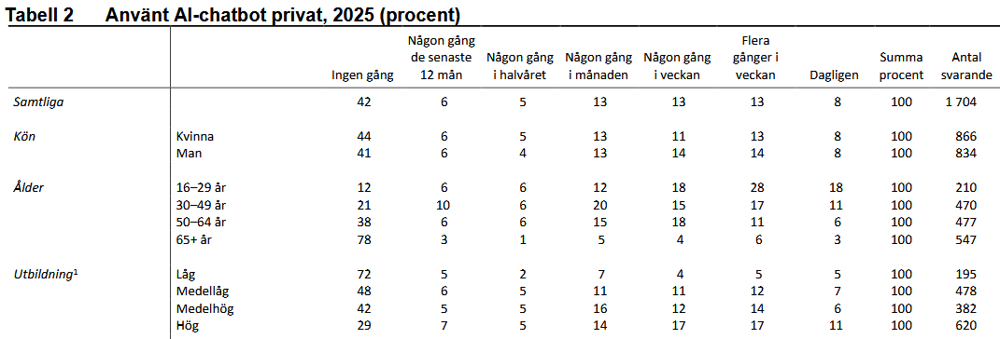 Tabell 2 Använt AI-chatbot privat, 2025 (procent)
Ingen gång Någon gång de senaste 12 mån Någon gång i halvåret Någon gång i månaden Någon gång i veckan Flera gånger i veckan Dagligen Summa procent Antal svarande
Samtliga 42 6 5 13 13 13 8 100 1 704
Kön Kvinna 44 6 5 13 11 13 8 100 866
Man 41 6 4 13 14 14 8 100 834
Ålder 16–29 år 12 6 6 12 18 28 18 100 210
30–49 år 21 10 6 20 15 17 11 100 470
50–64 år 38 6 6 15 18 11 6 100 477
65+ år 78 3 1 5 4 6 3 100 547
Utbildning¹ Låg 72 5 2 7 4 5 5 100 195
Medellåg 48 6 5 11 11 12 7 100 478
Medelhög 42 5 5 16 12 14 6 100 382
Hög 29 7 5 14 17 17 11 100 620